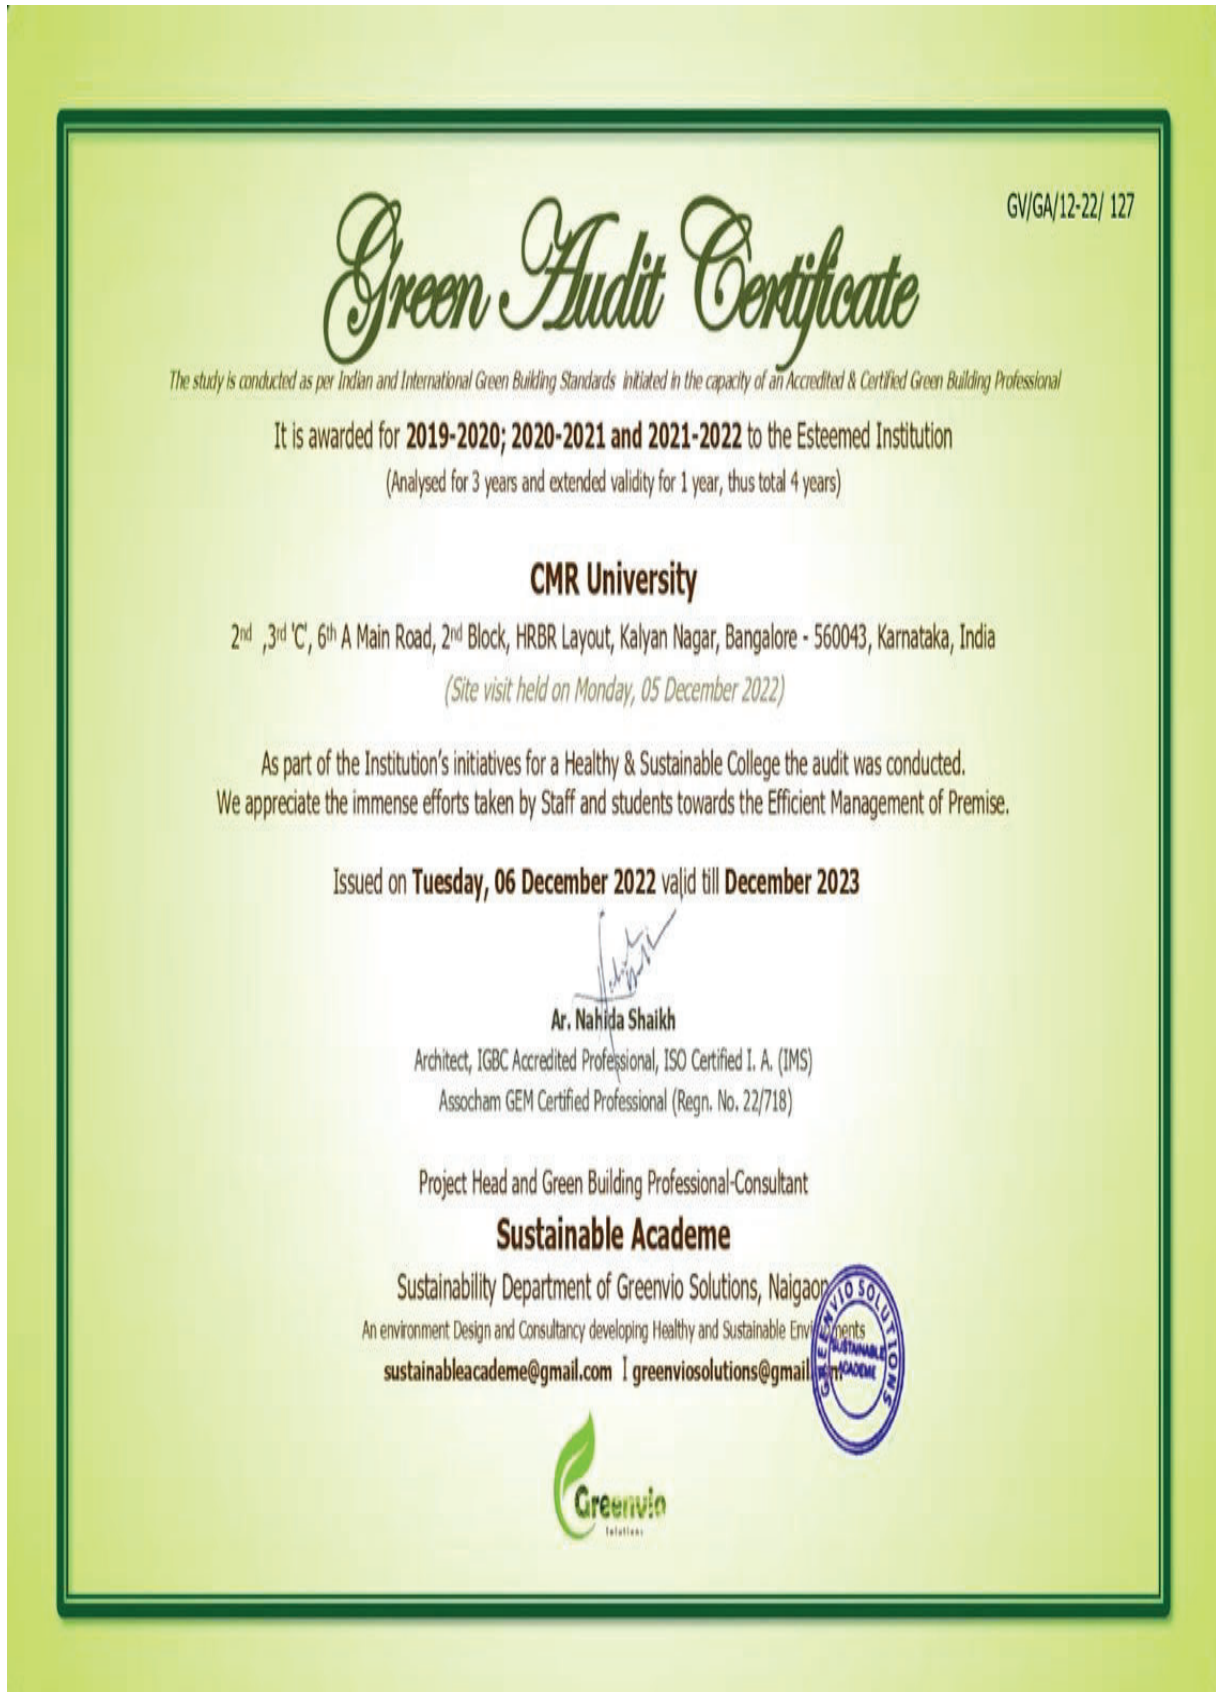 GV/GA/12-22/ 127
Green Audit Certificate
The study is conducted as per Indian and International Green Building Standards initiated in the capacity of an Accredited & Certified Green Building Professional
It is awarded for 2019-2020; 2020-2021 and 2021-2022 to the Esteemed Institution
(Analysed for 3 years and extended validity for 1 year, thus total 4 years)
CMR University
2nd ,3rd 'C', 6th A Main Road, 2nd Block, HRBR Layout, Kalyan Nagar, Bangalore - 560043, Karnataka, India
(Site visit held on Monday, 05 December 2022)
As part of the Institution's initiatives for a Healthy & Sustainable College the audit was conducted.
We appreciate the immense efforts taken by Staff and students towards the Efficient Management of Premise.
Issued on Tuesday, 06 December 2022 valid till December 2023
Ar. Nahida Shaikh
Architect, IGBC Accredited Professional, ISO Certified I. A. (IMS)
Assocham GEM Certified Professional (Regn. No. 22/718)
Project Head and Green Building Professional-Consultant
Sustainable Academe
Sustainability Department of Greenvio Solutions, Naigaon
An environment Design and Consultancy developing Healthy and Sustainable Environments
sustainableacademe@gmail.com I greenviosolutions@gmail.com
GREENVIO SOLUTIONS
SUSTAINABLE
ACADEME
Greenvio
Solutions